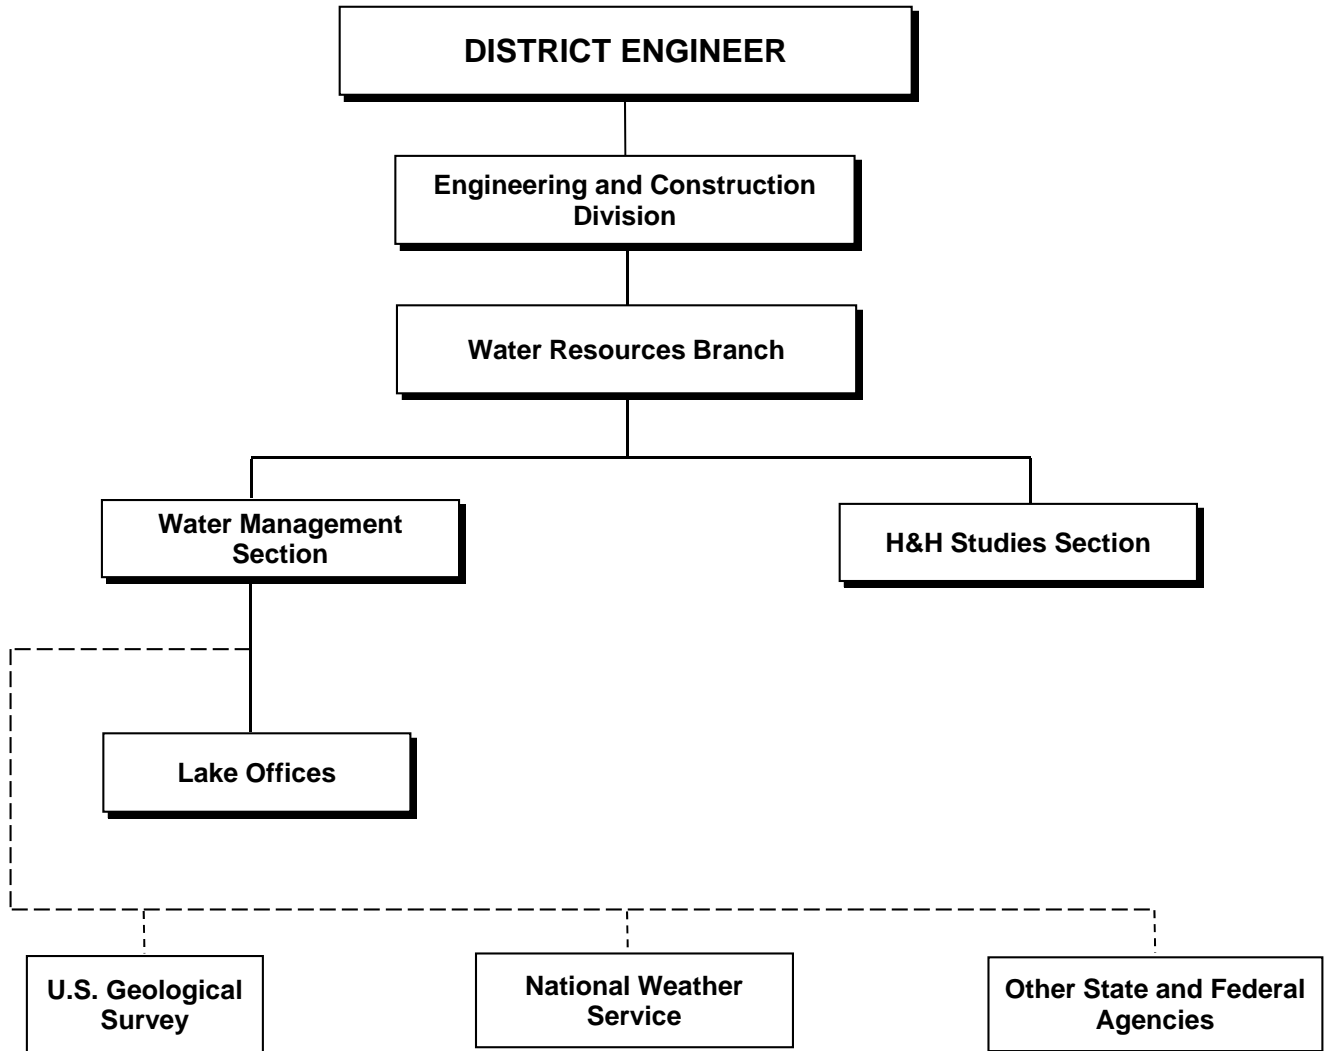 DISTRICT ENGINEER
Engineering and Construction
Division
Water Resources Branch
Water Management
Section
H&H Studies Section
Lake Offices
U.S. Geological
Survey
National Weather
Service
Other State and Federal
Agencies